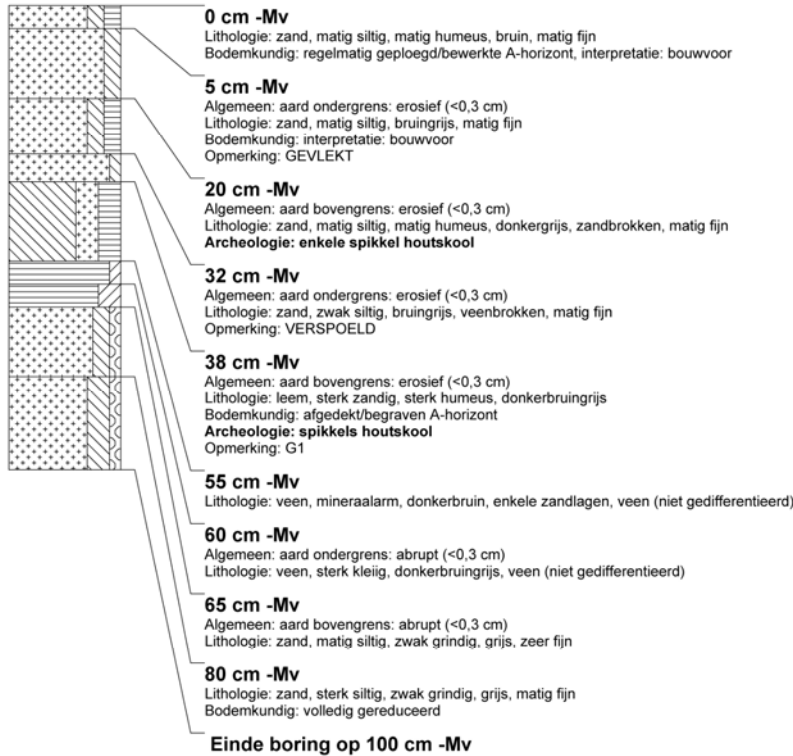 0 cm -Mv
Lithologie: zand, matig siltig, matig humeus, bruin, matig fijn
Bodemkundig: regelmatig geploegd/bewerkte A-horizont, interpretatie: bouwvoor
5 cm -Mv
Algemeen: aard ondergrens: erosief (<0,3 cm)
Lithologie: zand, matig siltig, bruingrijs, matig fijn
Bodemkundig: interpretatie: bouwvoor
Opmerking: GEVLEKT
20 cm -Mv
Algemeen: aard bovengrens: erosief (<0,3 cm)
Lithologie: zand, matig siltig, matig humeus, donkergrijs, zandbrokken, matig fijn
Archeologie: enkele spikkel houtskool
32 cm -Mv
Algemeen: aard ondergrens: erosief (<0,3 cm)
Lithologie: zand, zwak siltig, bruingrijs, veenbrokken, matig fijn
Opmerking: VERSPOELD
38 cm -Mv
Algemeen: aard bovengrens: erosief (<0,3 cm)
Lithologie: leem, sterk zandig, sterk humeus, donkerbruingrijs
Bodemkundig: afgedekt/begraven A-horizont
Archeologie: spikkels houtskool
Opmerking: G1
55 cm -Mv
Lithologie: veen, mineraalarm, donkerbruin, enkele zandlagen, veen (niet gedifferentieerd)
60 cm -Mv
Algemeen: aard ondergrens: abrupt (<0,3 cm)
Lithologie: veen, sterk kleiig, donkerbruingrijs, veen (niet gedifferentieerd)
65 cm -Mv
Algemeen: aard bovengrens: abrupt (<0,3 cm)
Lithologie: zand, matig siltig, zwak grindig, grijs, zeer fijn
80 cm -Mv
Lithologie: zand, sterk siltig, zwak grindig, grijs, matig fijn
Bodemkundig: volledig gereduceerd
Einde boring op 100 cm -Mv